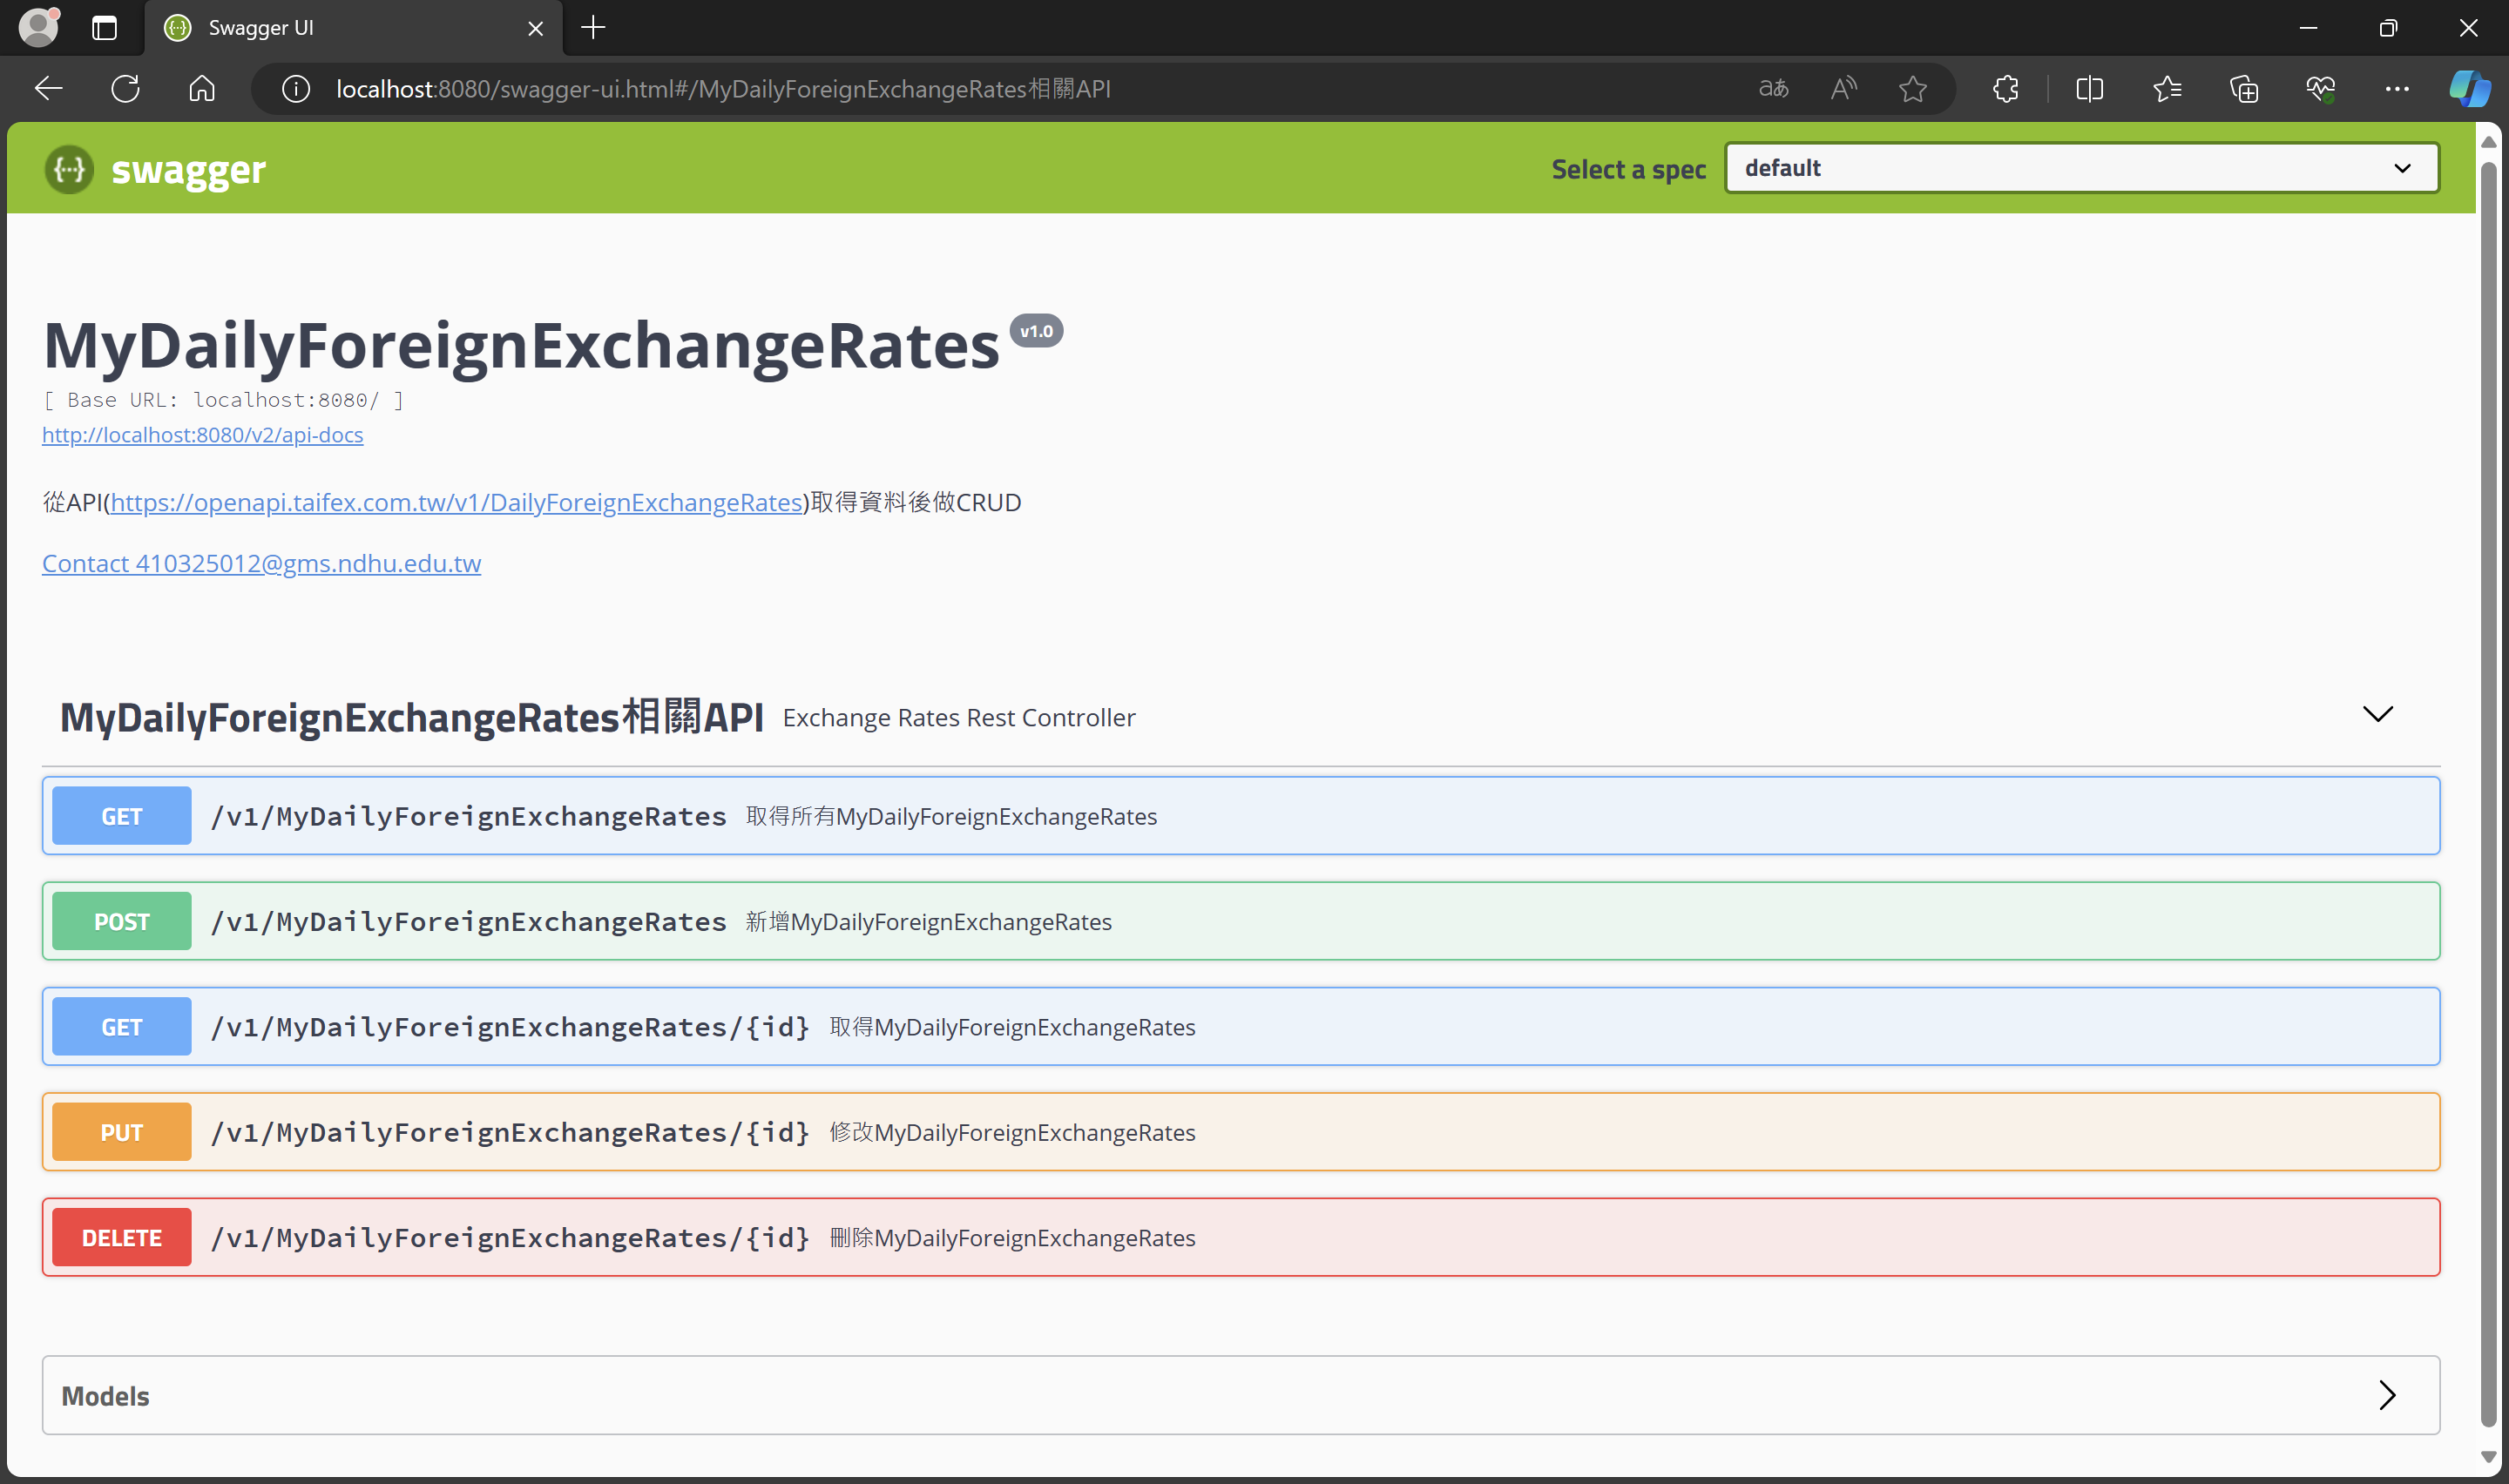 Swagger UI
localhost:8080/swagger-ui.html#/MyDailyForeignExchangeRates相關API
swagger
Select a spec
default
MyDailyForeignExchangeRates v1.0
[ Base URL: localhost:8080/ ]
http://localhost:8080/v2/api-docs
從API(https://openapi.taifex.com.tw/v1/DailyForeignExchangeRates)取得資料後做CRUD
Contact 410325012@gms.ndhu.edu.tw
MyDailyForeignExchangeRates相關API Exchange Rates Rest Controller
GET /v1/MyDailyForeignExchangeRates 取得所有MyDailyForeignExchangeRates
POST /v1/MyDailyForeignExchangeRates 新增MyDailyForeignExchangeRates
GET /v1/MyDailyForeignExchangeRates/{id} 取得MyDailyForeignExchangeRates
PUT /v1/MyDailyForeignExchangeRates/{id} 修改MyDailyForeignExchangeRates
DELETE /v1/MyDailyForeignExchangeRates/{id} 刪除MyDailyForeignExchangeRates
Models